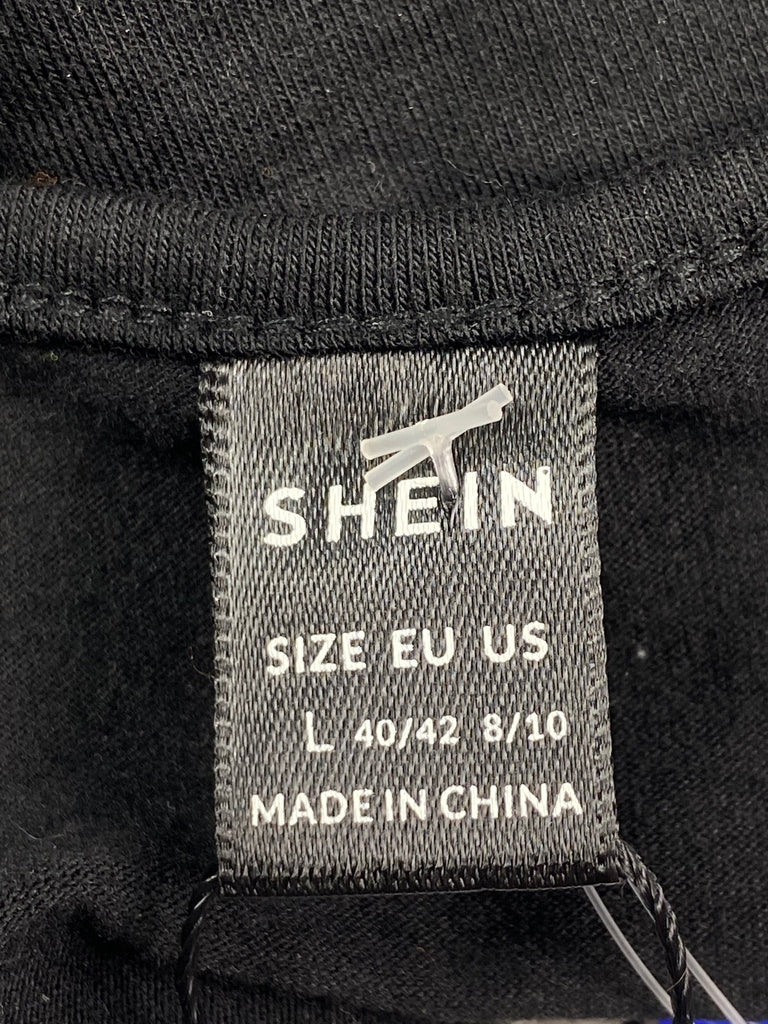 SHEIN
SIZE EU US
L 40/42 8/10
MADE IN CHINA